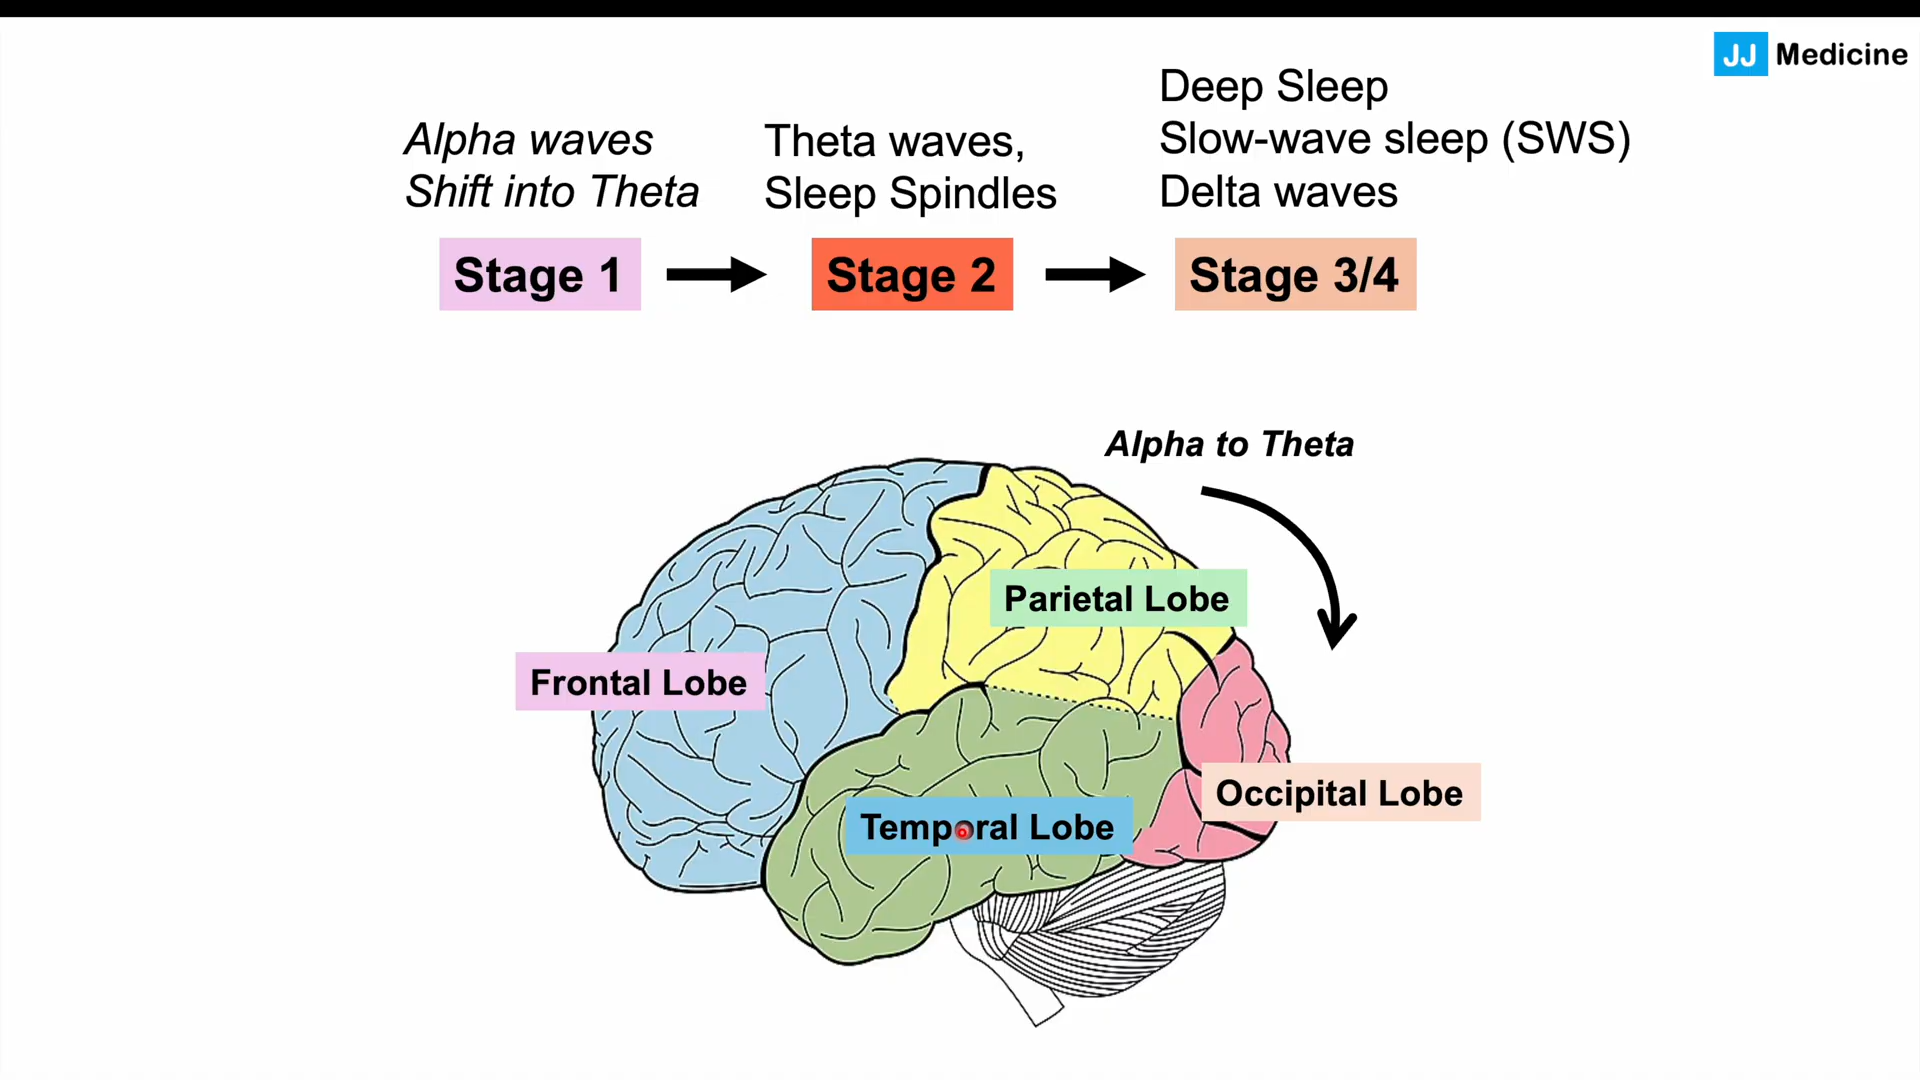 JJ Medicine
Alpha waves
Shift into Theta
Theta waves,
Sleep Spindles
Deep Sleep
Slow-wave sleep (SWS)
Delta waves
Stage 1
Stage 2
Stage 3/4
Alpha to Theta
Parietal Lobe
Frontal Lobe
Occipital Lobe
Temporal Lobe